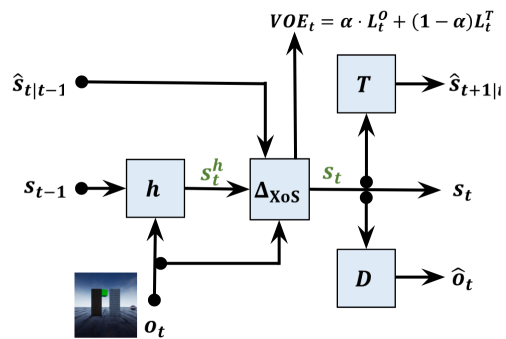 VOE_t = α · L_t^O + (1 − α)L_t^T
ŝ_{t|t−1}
T
ŝ_{t+1|t}
s_{t−1}
h
s_t^h
Δ_XoS
s_t
s_t
D
ô_t
o_t